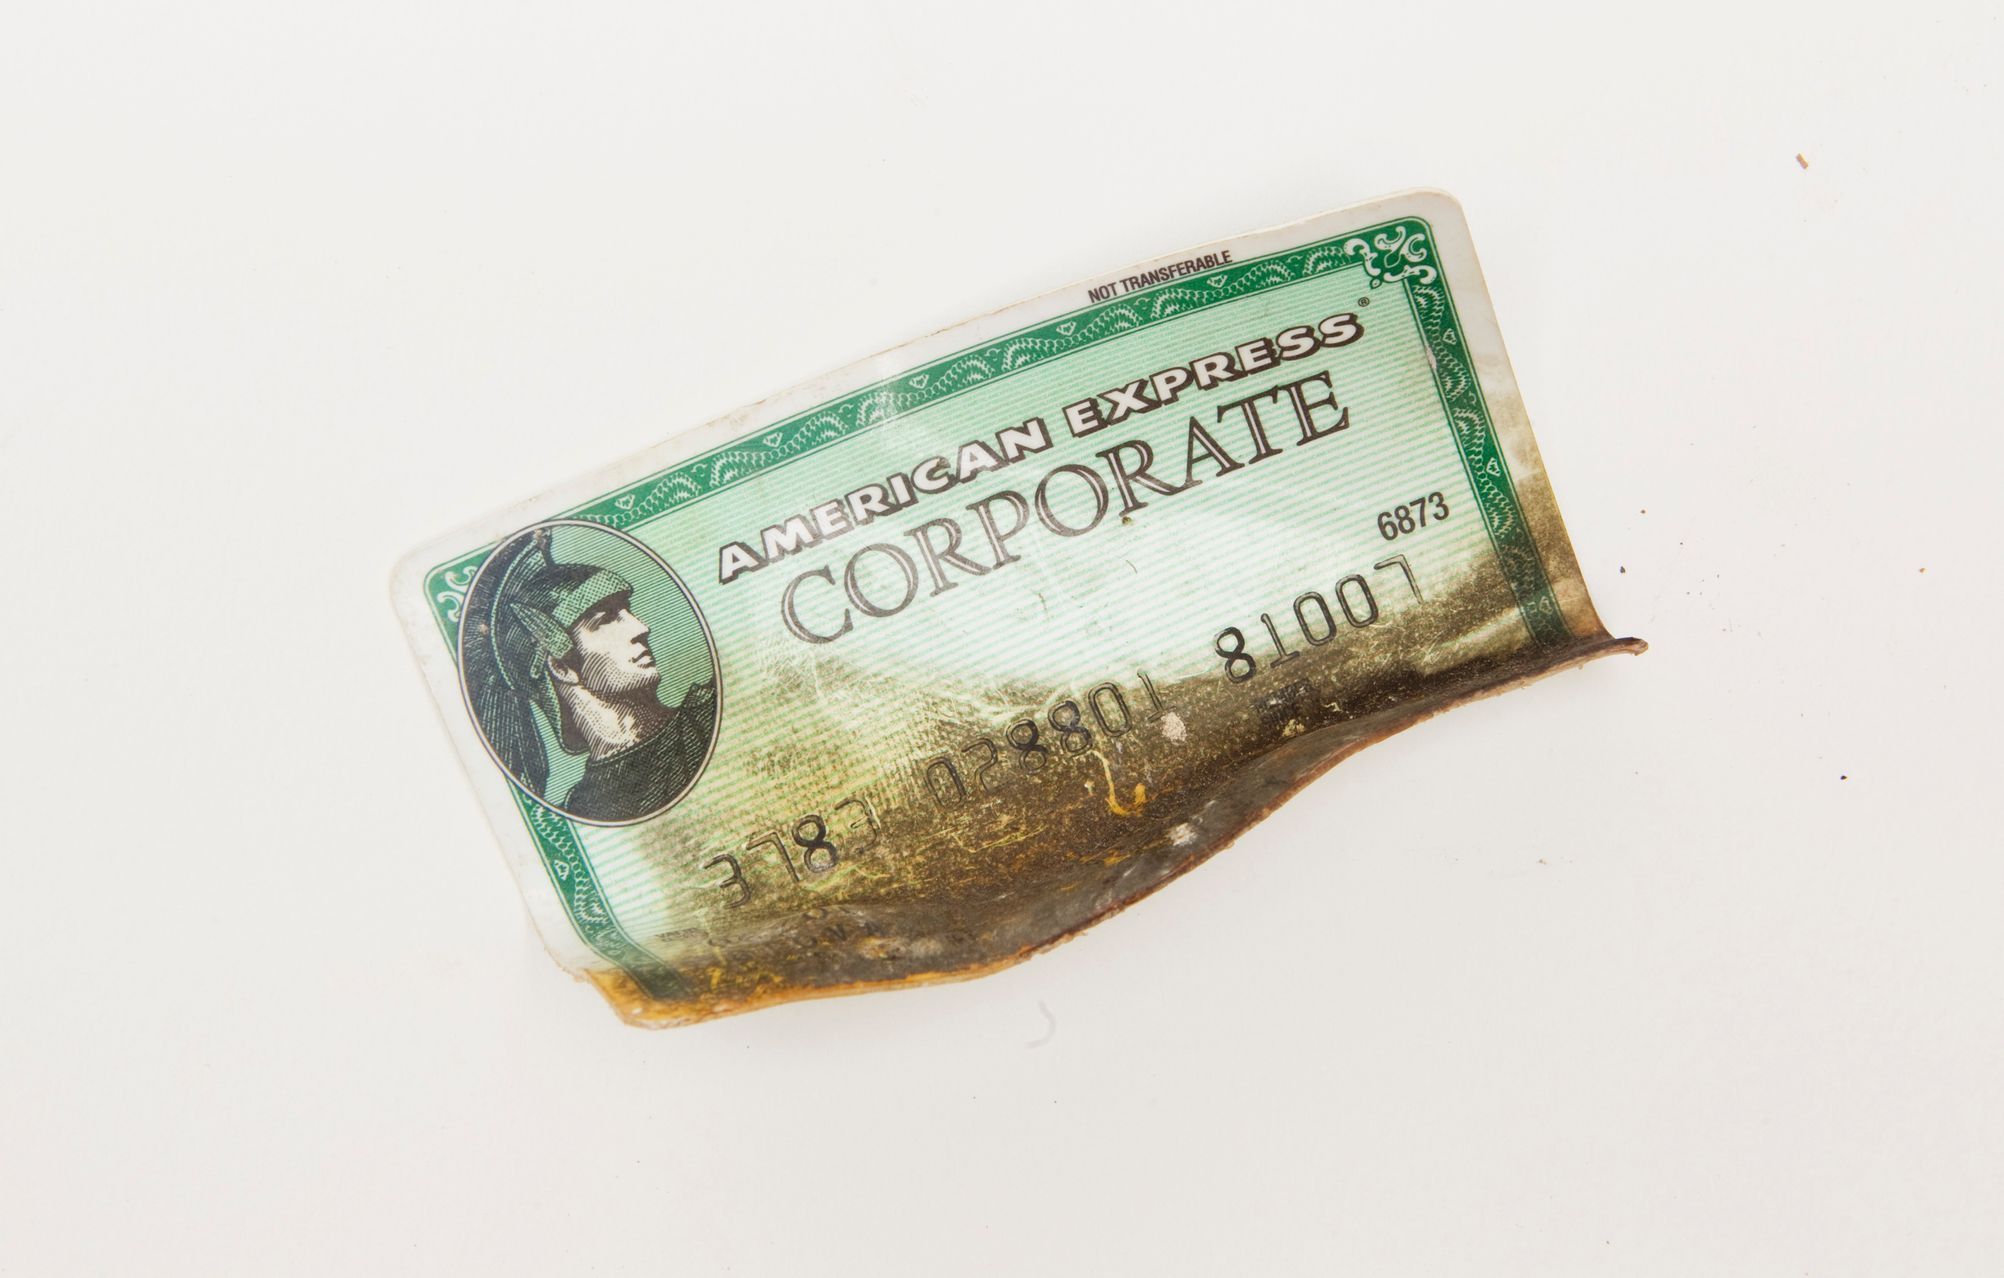 NOT TRANSFERABLE
AMERICAN EXPRESS®
CORPORATE
6873
3783 028801 81007